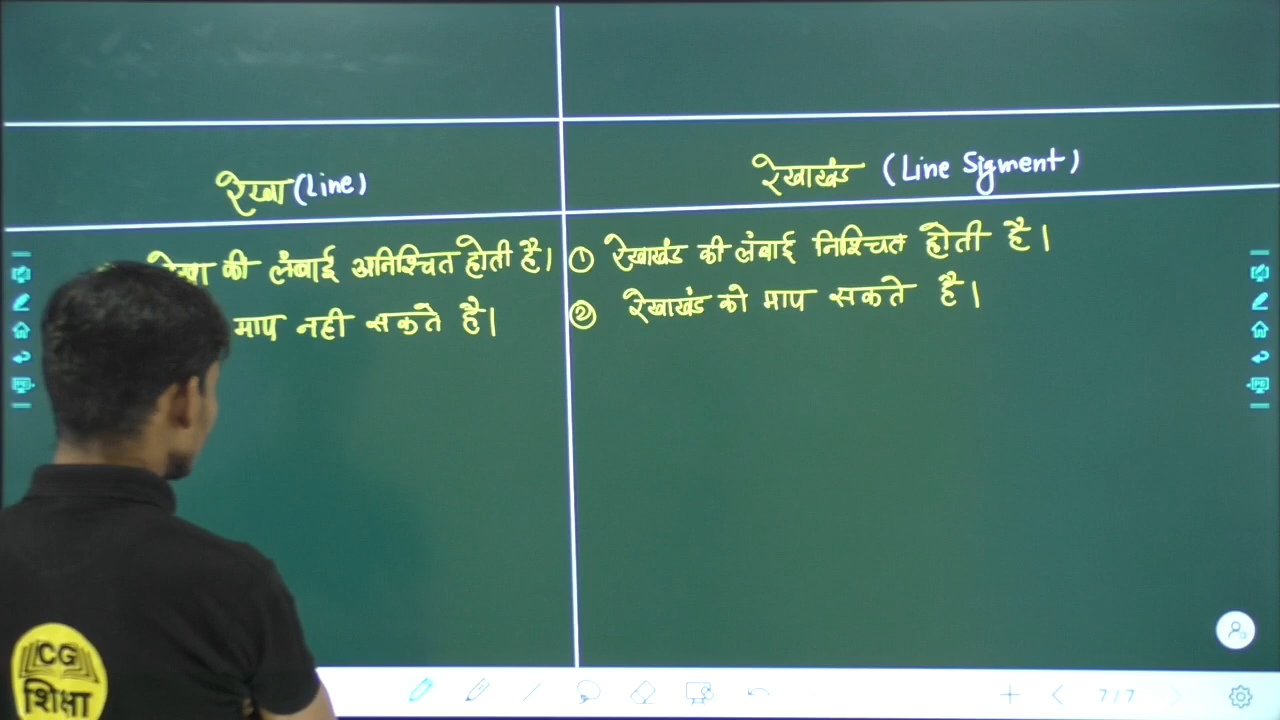 रेखा (Line)
रेखाखंड (Line Sigment)
रेखा की लंबाई अनिश्चित होती है।
माप नही सकते है।
① रेखाखंड की लंबाई निश्चित होती है।
② रेखाखंड को माप सकते है।
CG
शिक्षा
7/7